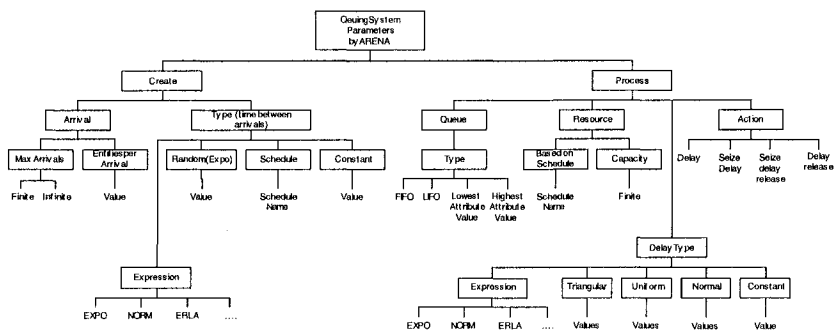 QeuingSystem
Parameters
by ARENA
Create
Process
Arrival
Type (time between
arrivals)
Queue
Resource
Action
Max Arrivals
Entities per
Arrival
Random(Expo)
Schedule
Constant
Type
Based on
Schedule
Capacity
Delay
Seize
Delay
Seize
delay
release
Delay
release
Finite
Infinite
Value
Value
Schedule
Name
Value
FIFO
LIFO
Lowest
Attribute
Value
Highest
Attribute
Value
Schedule
Name
Finite
Delay Type
Expression
Expression
Triangular
Uniform
Normal
Constant
EXPO
NORM
ERLA
....
EXPO
NORM
ERLA
....
Values
Values
Values
Value